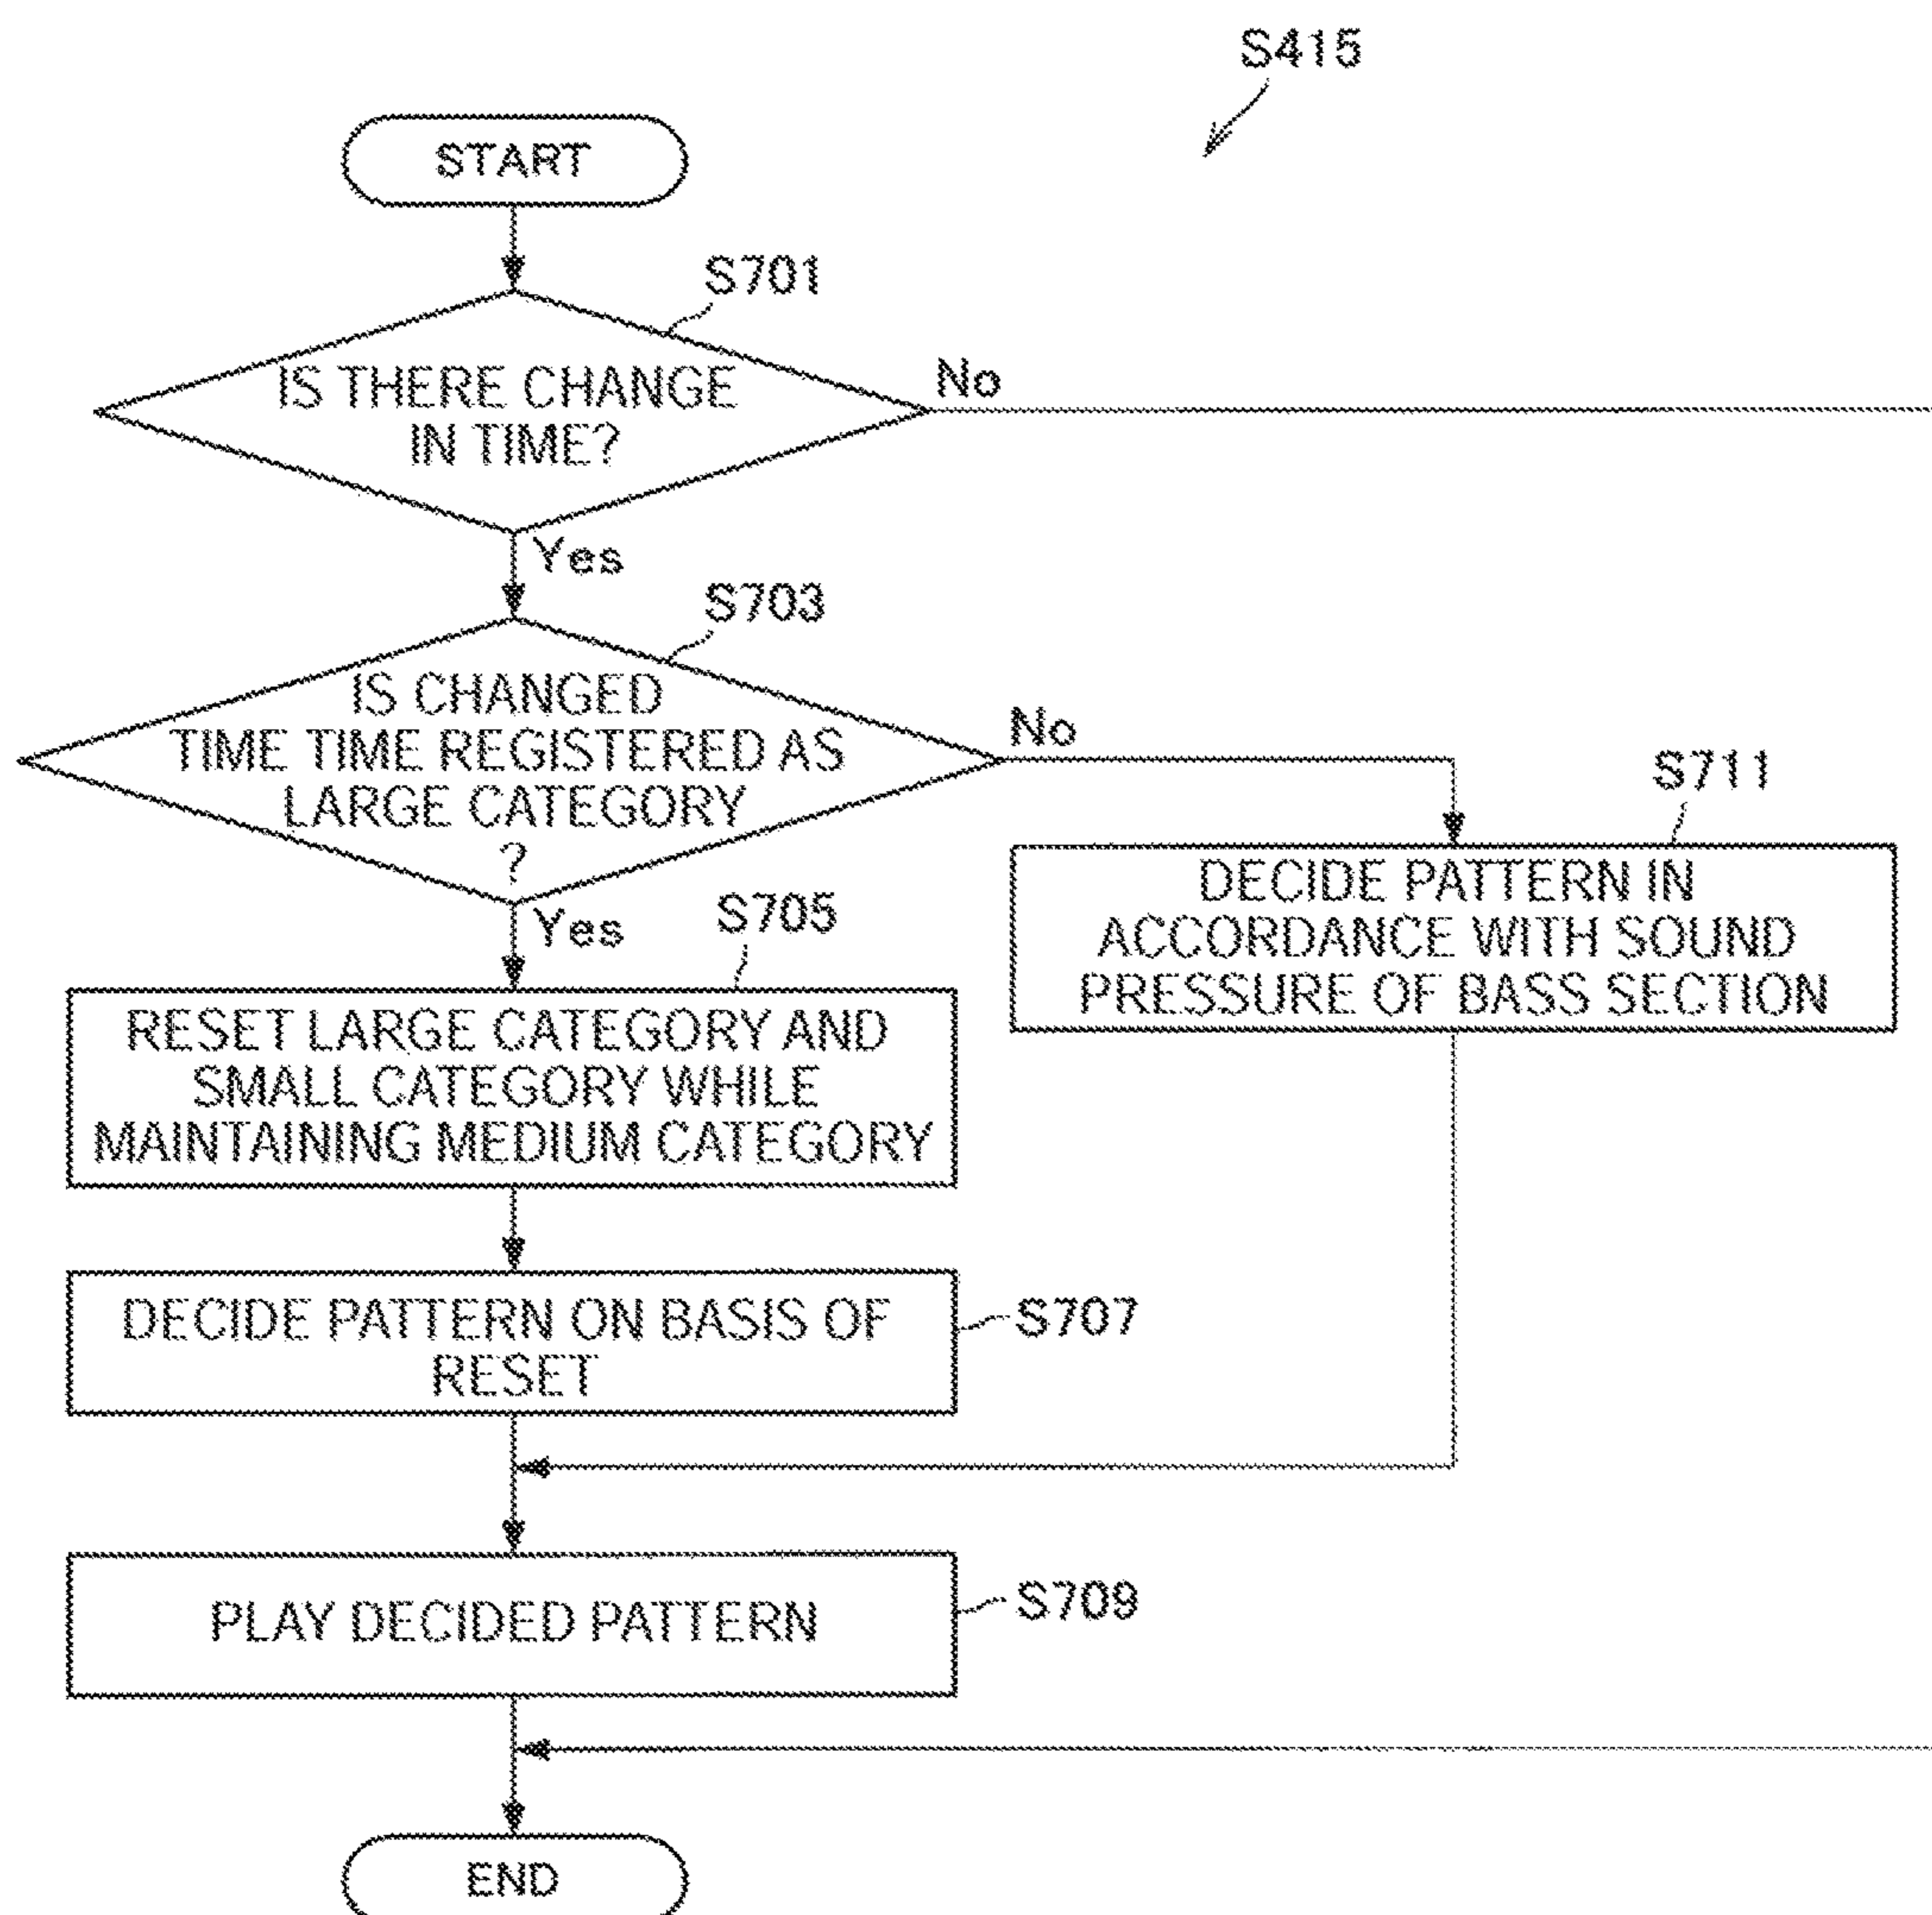 S415
START
S701
IS THERE CHANGE
IN TIME?
No
Yes
S703
IS CHANGED
TIME TIME REGISTERED AS
LARGE CATEGORY
?
No
S711
DECIDE PATTERN IN
ACCORDANCE WITH SOUND
PRESSURE OF BASS SECTION
Yes
S705
RESET LARGE CATEGORY AND
SMALL CATEGORY WHILE
MAINTAINING MEDIUM CATEGORY
DECIDE PATTERN ON BASIS OF
RESET
S707
PLAY DECIDED PATTERN
S709
END